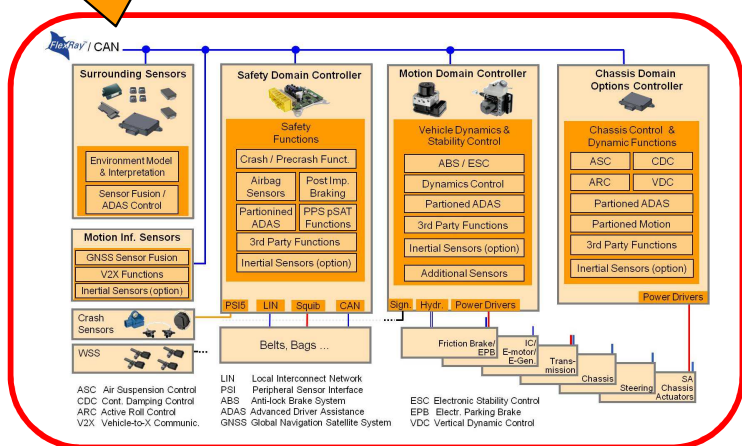 FlexRay™/ CAN
Surrounding Sensors
Environment Model
& Interpretation
Sensor Fusion /
ADAS Control
Motion Inf. Sensors
GNSS Sensor Fusion
V2X Functions
Inertial Sensors (option)
Crash
Sensors
WSS
Safety Domain Controller
Safety
Functions
Crash / Precrash Funct.
Airbag
Sensors
Post Imp.
Braking
Partionined
ADAS
PPS pSAT
Functions
3rd Party Functions
Inertial Sensors (option)
PSI5
LIN
Squib
CAN
Belts, Bags ...
Motion Domain Controller
Vehicle Dynamics &
Stability Control
ABS / ESC
Dynamics Control
Partioned ADAS
3rd Party Functions
Inertial Sensors (option)
Additional Sensors
Sign.
Hydr.
Power Drivers
Chassis Domain
Options Controller
Chassis Control &
Dynamic Functions
ASC
CDC
ARC
VDC
Partioned ADAS
Partioned Motion
3rd Party Functions
Inertial Sensors (option)
Power Drivers
Friction Brake/
EPB
IC/
E-motor/
E-Gen.
Trans-
mission
Chassis
Steering
SA
Chassis
Actuators
ASC Air Suspension Control
CDC Cont. Damping Control
ARC Active Roll Control
V2X Vehicle-to-X Communic.
LIN Local Interconnect Network
PSI Peripheral Sensor Interface
ABS Anti-lock Brake System
ADAS Advanced Driver Assistance
GNSS Global Navigation Satellite System
ESC Electronic Stability Control
EPB Electr. Parking Brake
VDC Vertical Dynamic Control